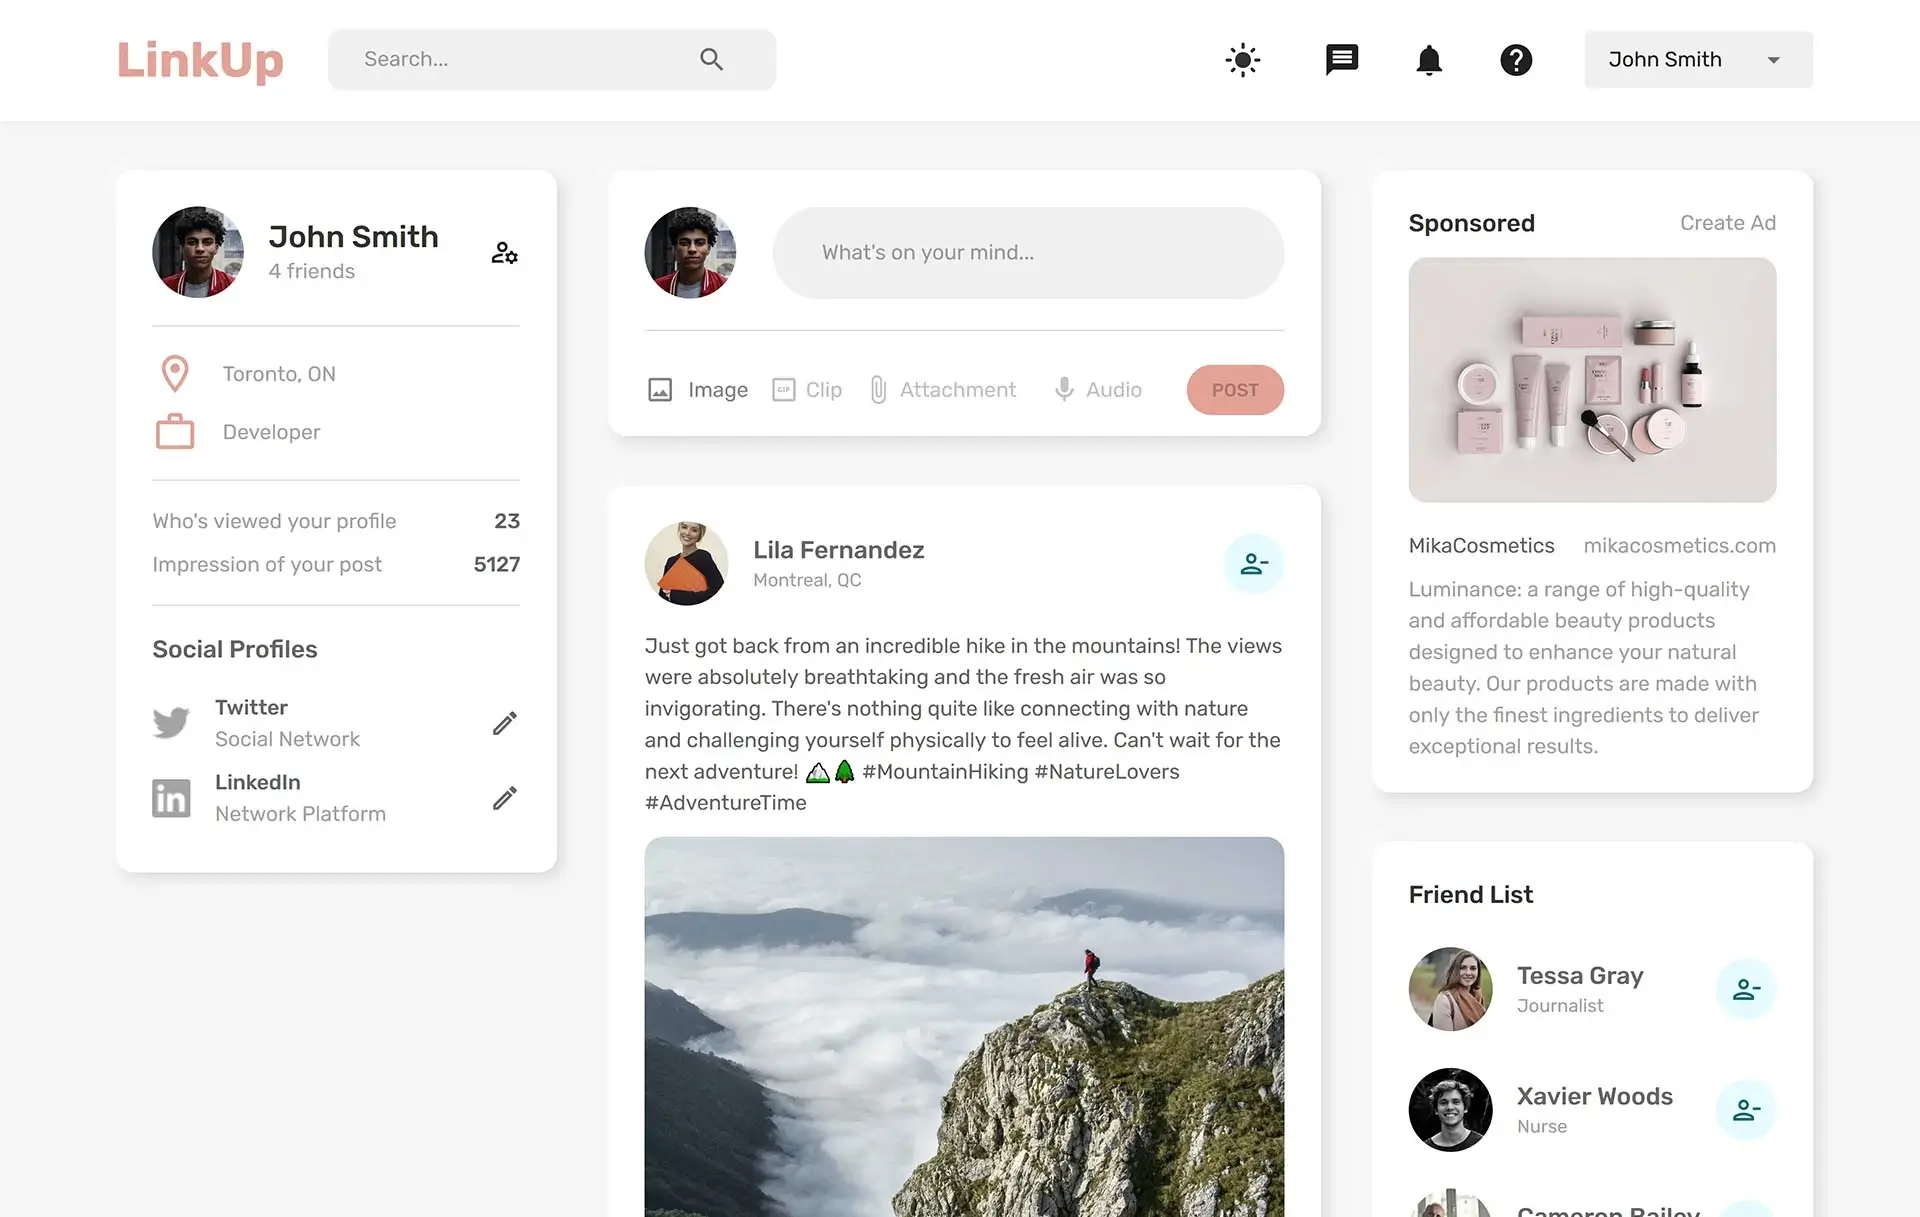 LinkUp
Search...
John Smith
John Smith
4 friends
Toronto, ON
Developer
Who's viewed your profile 23
Impression of your post 5127
Social Profiles
Twitter
Social Network
LinkedIn
Network Platform
What's on your mind...
Image
GIF Clip
Attachment
Audio
POST
Lila Fernandez
Montreal, QC
Just got back from an incredible hike in the mountains! The views
were absolutely breathtaking and the fresh air was so
invigorating. There's nothing quite like connecting with nature
and challenging yourself physically to feel alive. Can't wait for the
next adventure! 🏔️🌲 #MountainHiking #NatureLovers
#AdventureTime
Sponsored Create Ad
MikaCosmetics mikacosmetics.com
Luminance: a range of high-quality
and affordable beauty products
designed to enhance your natural
beauty. Our products are made with
only the finest ingredients to deliver
exceptional results.
Friend List
Tessa Gray
Journalist
Xavier Woods
Nurse
Cameron Bailey